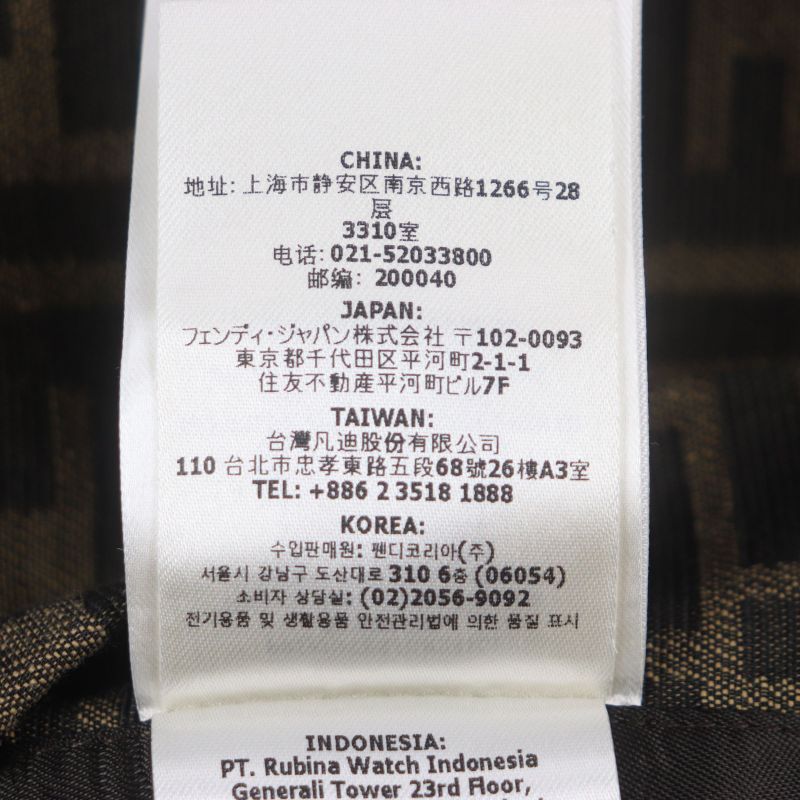 CHINA:
地址: 上海市静安区南京西路1266号28
层
3310室
电话: 021-52033800
邮编: 200040
JAPAN:
フェンディ・ジャパン株式会社 〒102-0093
東京都千代田区平河町2-1-1
住友不動産平河町ビル7F
TAIWAN:
台灣凡迪股份有限公司
110 台北市忠孝東路五段68號26樓A3室
TEL: +886 2 3518 1888
KOREA:
수입판매원: 펜디코리아(주)
서울시 강남구 도산대로 310 6층 (06054)
소비자 상담실: (02)2056-9092
전기용품 및 생활용품 안전관리법에 의한 품질 표시
INDONESIA:
PT. Rubina Watch Indonesia
Generali Tower 23rd Floor,